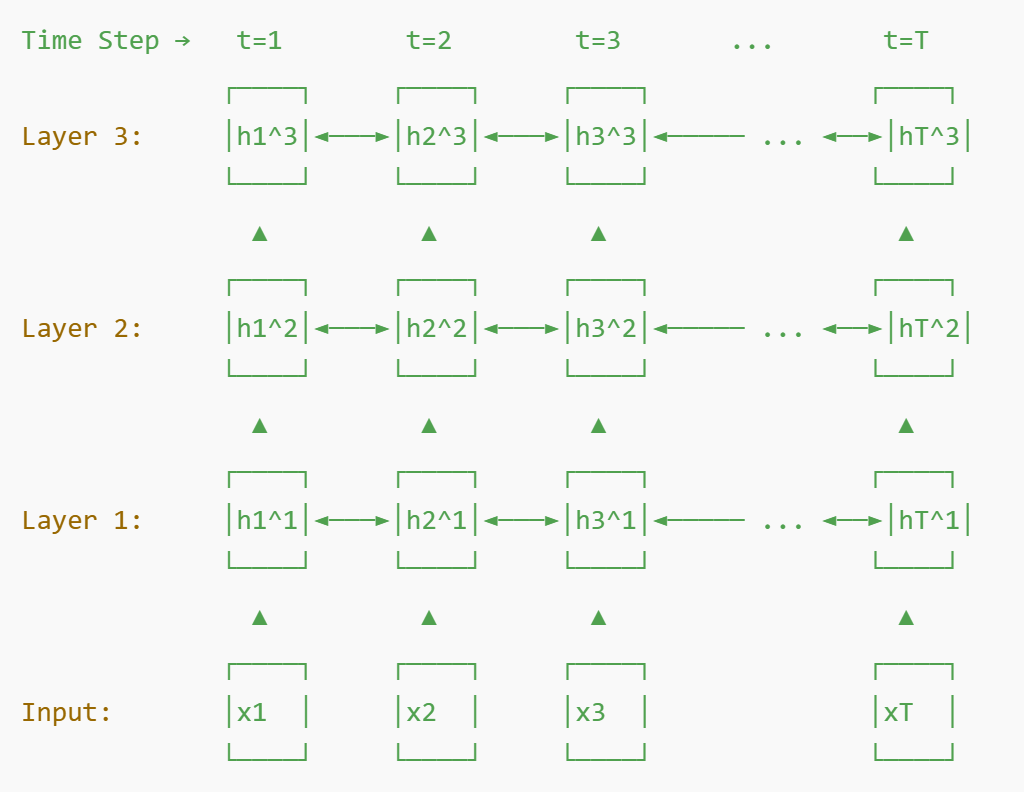 Time Step → t=1 t=2 t=3 ... t=T
Layer 3: h1^3 ◄───► h2^3 ◄───► h3^3 ◄───── ... ◄──► hT^3
▲ ▲ ▲ ▲
Layer 2: h1^2 ◄───► h2^2 ◄───► h3^2 ◄───── ... ◄──► hT^2
▲ ▲ ▲ ▲
Layer 1: h1^1 ◄───► h2^1 ◄───► h3^1 ◄───── ... ◄──► hT^1
▲ ▲ ▲ ▲
Input: x1 x2 x3 xT